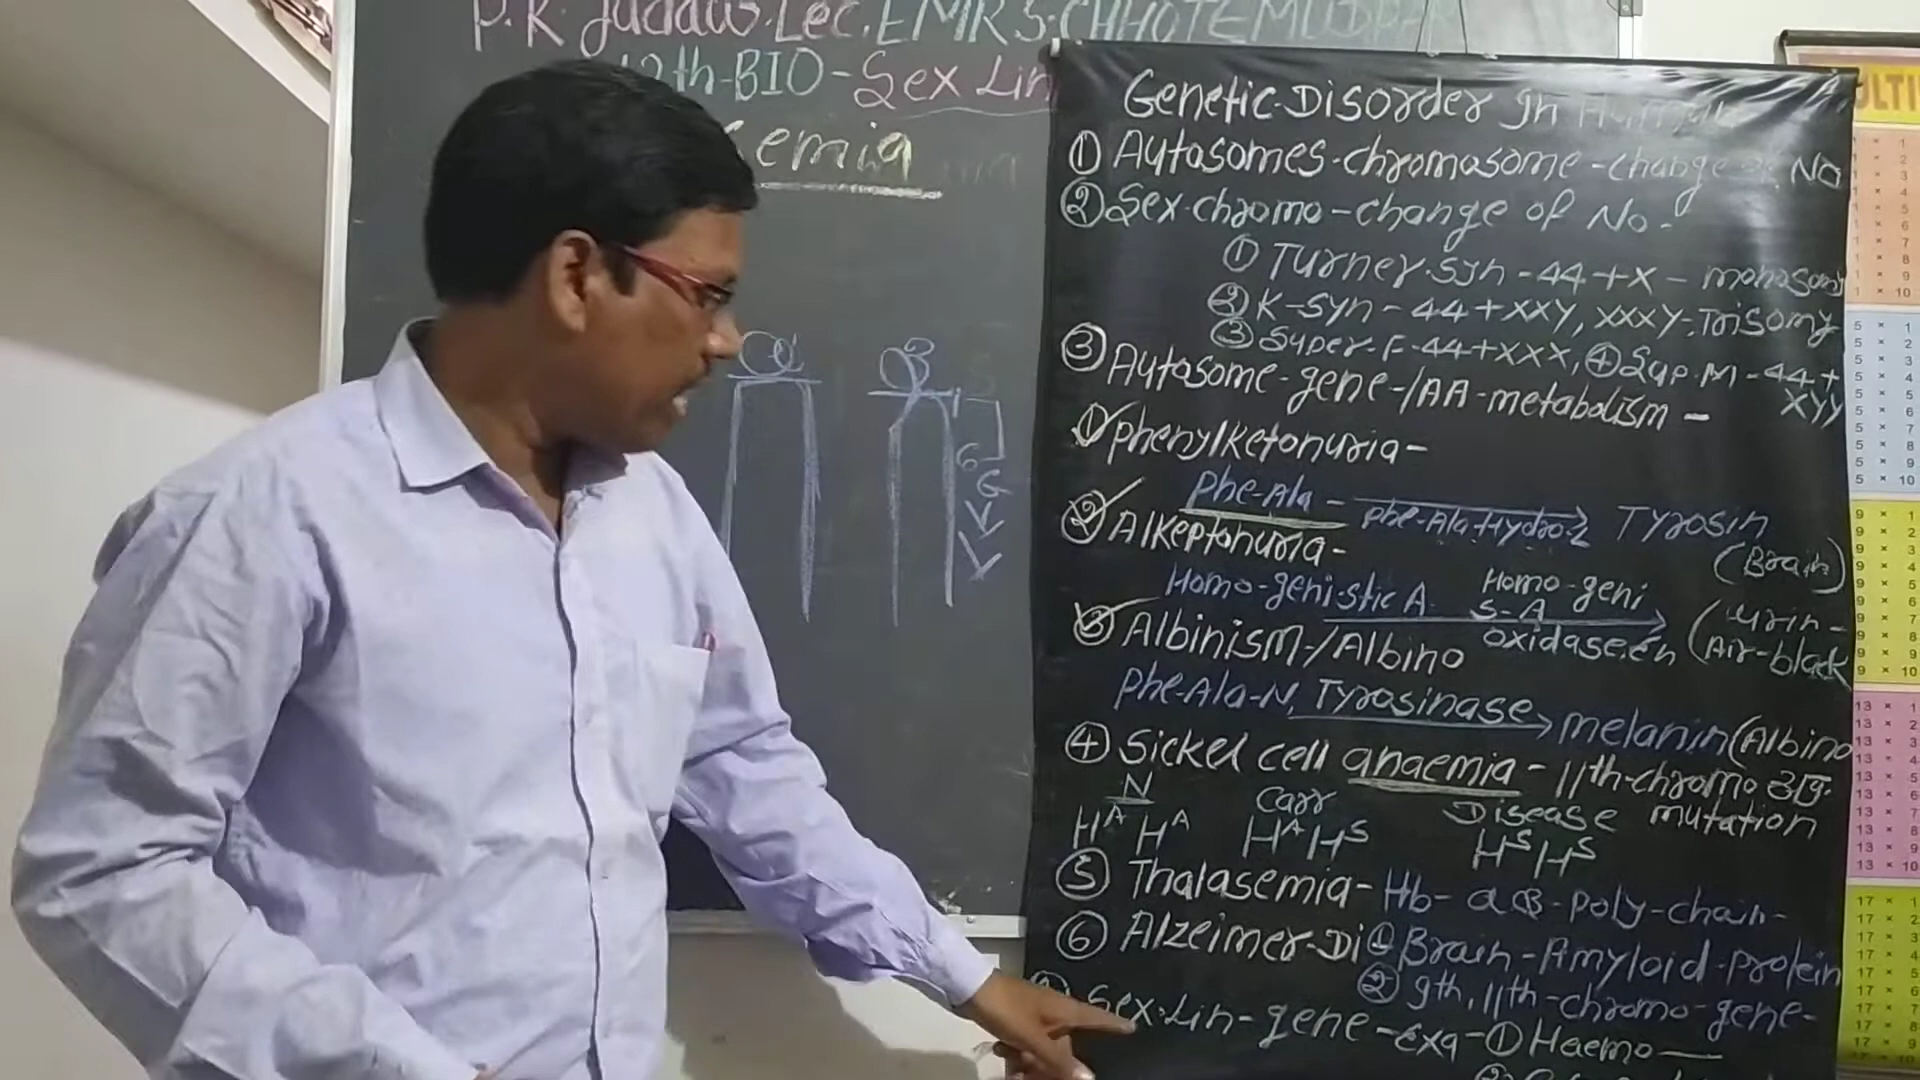 P.K. Lec. EMRS. CHHOTEMUDPAR
12th-BIO-Sex Lin
emia
Genetic-Disorder In Human
① Autosomes-chromosome-change of No
② Sex-chromo-change of No-
① Turner-syn-44+X-monosomy
② K-syn-44+XXY, XXXY-Trisomy
③ Super-F-44+XXX, ④ Sup.M-44+
XYY
③ Autosome-gene-/AA-metabolism-
① phenylketonuria-
Phe-Ala-
phe-Ala-Hydro-
Tyrosin
(Brain)
② Alkeptonuria-
Homo-geni-stic A.
Homo-geni
S-A
oxidase.en
(urin-
Air-black
③ Albinism-/Albino
Phe-Ala-N, Tyrosinase
melanin(Albino
④ Sickel cell anaemia-11th-chromo
N
Carr
Disease mutation
HᴬHᴬ
HᴬHˢ
HˢHˢ
⑤ Thalasemia-Hb-αβ-poly-chain-
⑥ Alzeimer-Di ① Brain-Amyloid-protein
② 9th, 11th-chromo-gene-
Sex-Lin-gene-Exa-① Haemo